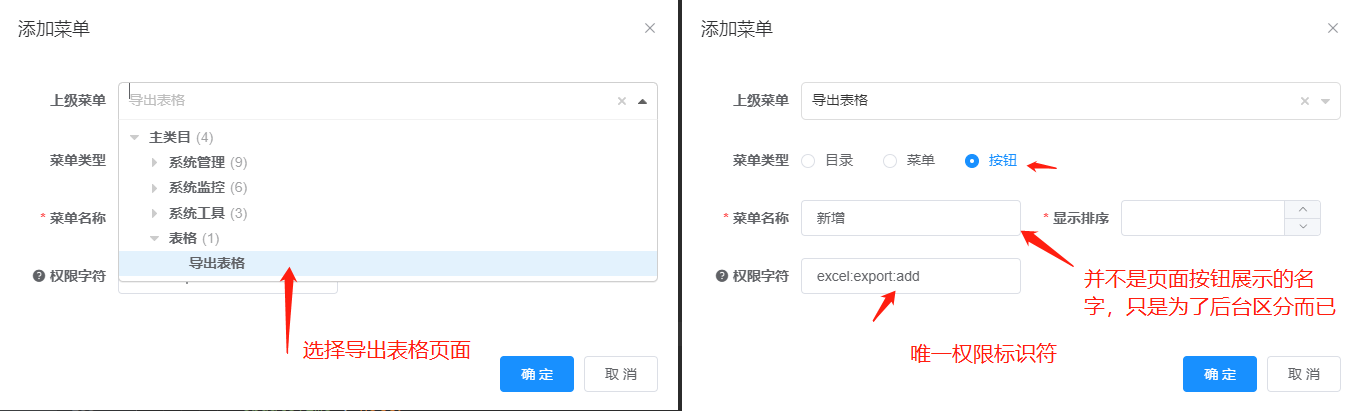 添加菜单
上级菜单 导出表格
主类目 (4)
菜单类型
系统管理 (9)
系统监控 (6)
系统工具 (3)
* 菜单名称
表格 (1)
导出表格
权限字符
选择导出表格页面
确 定 取 消
添加菜单
上级菜单 导出表格
菜单类型 目录 菜单 按钮
* 菜单名称 新增 * 显示排序
权限字符 excel:export:add
并不是页面按钮展示的名
字，只是为了后台区分而已
唯一权限标识符
确 定 取 消